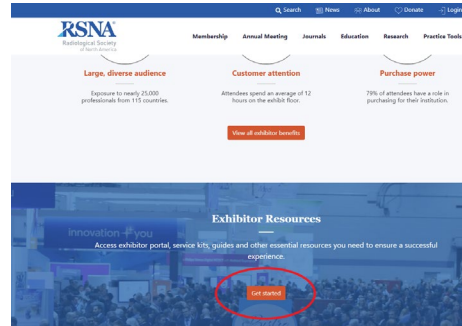 Search News About Donate Login
RSNA
Radiological Society
of North America
Membership Annual Meeting Journals Education Research Practice Tools
Large, diverse audience
Customer attention
Purchase power
Exposure to nearly 25,000
professionals from 115 countries.
Attendees spend an average of 12
hours on the exhibit floor.
79% of attendees have a role in
purchasing for their institution.
View all exhibitor benefits
innovation + you
Exhibitor Resources
Access exhibitor portal, service kits, guides and other essential resources you need to ensure a successful
experience.
Get started